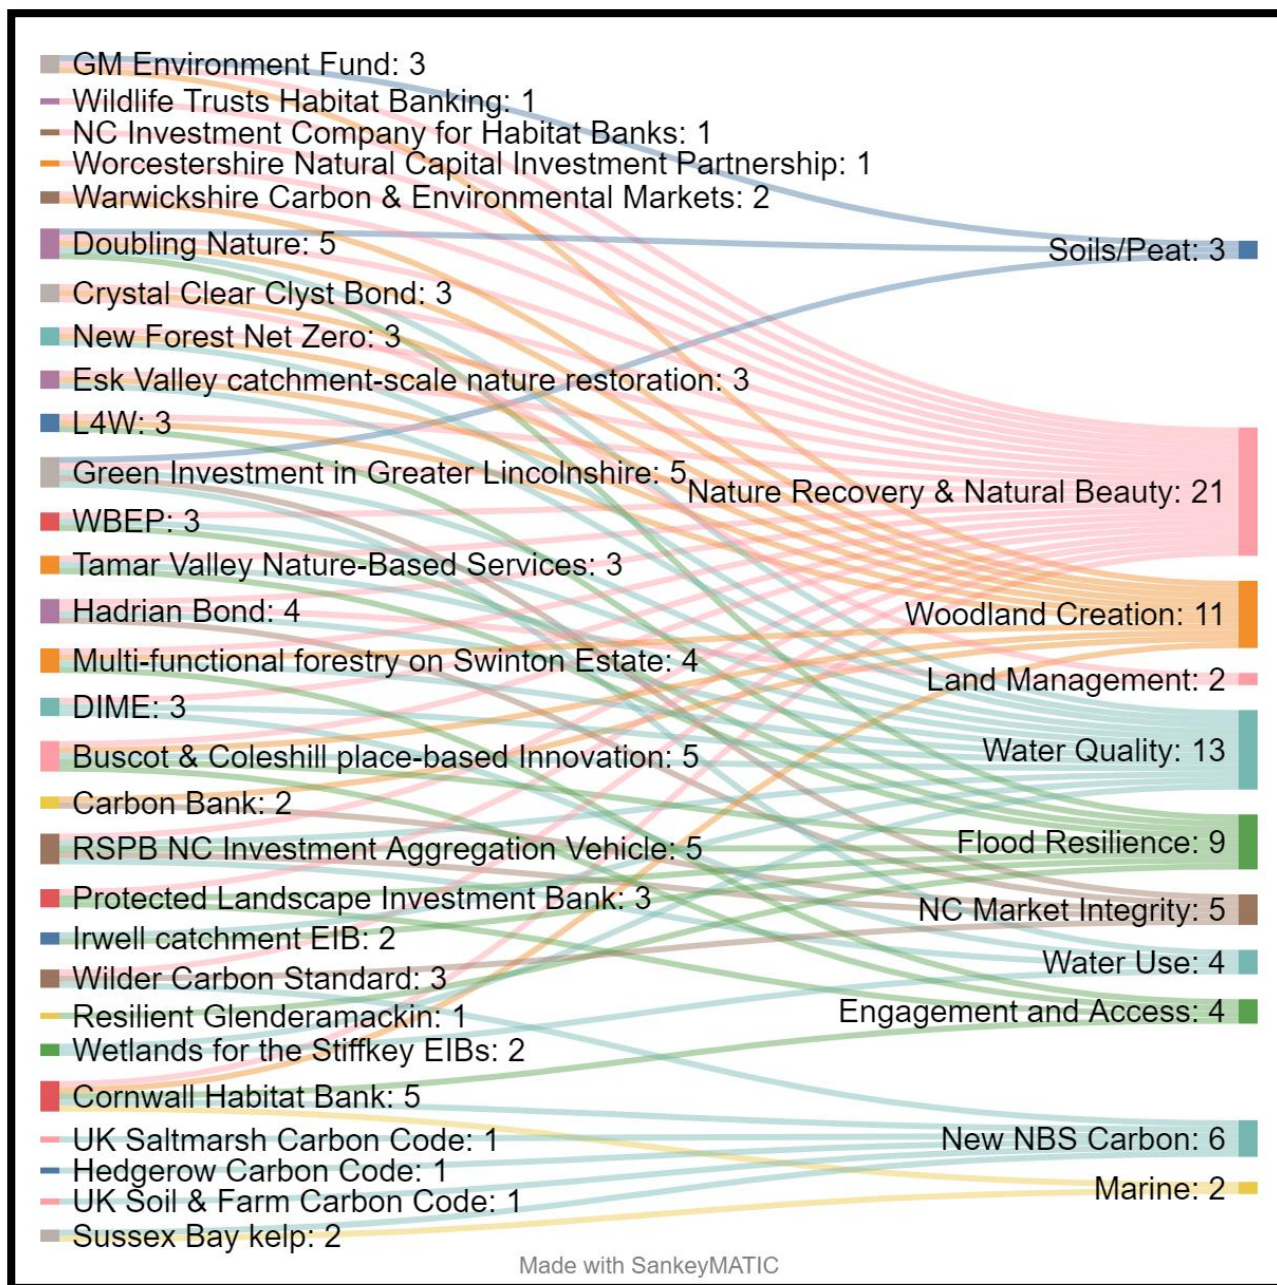 GM Environment Fund: 3
Wildlife Trusts Habitat Banking: 1
NC Investment Company for Habitat Banks: 1
Worcestershire Natural Capital Investment Partnership: 1
Warwickshire Carbon & Environmental Markets: 2
Doubling Nature: 5
Crystal Clear Clyst Bond: 3
New Forest Net Zero: 3
Esk Valley catchment-scale nature restoration: 3
L4W: 3
Green Investment in Greater Lincolnshire: 5
WBEP: 3
Tamar Valley Nature-Based Services: 3
Hadrian Bond: 4
Multi-functional forestry on Swinton Estate: 4
DIME: 3
Buscot & Coleshill place-based Innovation: 5
Carbon Bank: 2
RSPB NC Investment Aggregation Vehicle: 5
Protected Landscape Investment Bank: 3
Irwell catchment EIB: 2
Wilder Carbon Standard: 3
Resilient Glenderamackin: 1
Wetlands for the Stiffkey EIBs: 2
Cornwall Habitat Bank: 5
UK Saltmarsh Carbon Code: 1
Hedgerow Carbon Code: 1
UK Soil & Farm Carbon Code: 1
Sussex Bay kelp: 2
Soils/Peat: 3
Nature Recovery & Natural Beauty: 21
Woodland Creation: 11
Land Management: 2
Water Quality: 13
Flood Resilience: 9
NC Market Integrity: 5
Water Use: 4
Engagement and Access: 4
New NBS Carbon: 6
Marine: 2
Made with SankeyMATIC